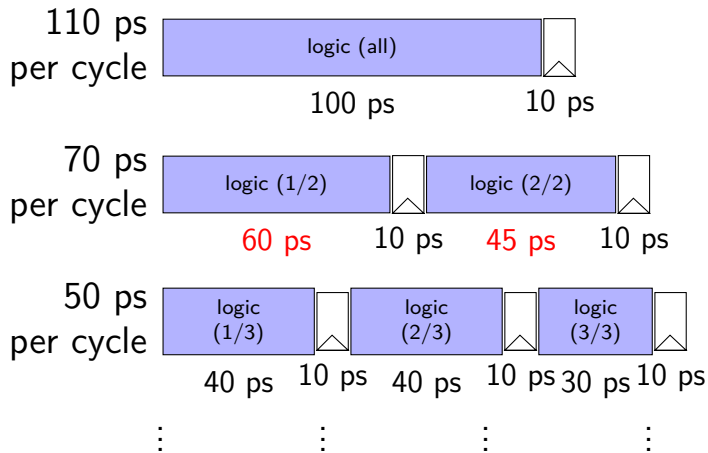 110 ps
per cycle
logic (all)
100 ps
10 ps
70 ps
per cycle
logic (1/2)
logic (2/2)
60 ps
10 ps
45 ps
10 ps
50 ps
per cycle
logic
(1/3)
logic
(2/3)
logic
(3/3)
40 ps
10 ps
40 ps
10 ps
30 ps
10 ps